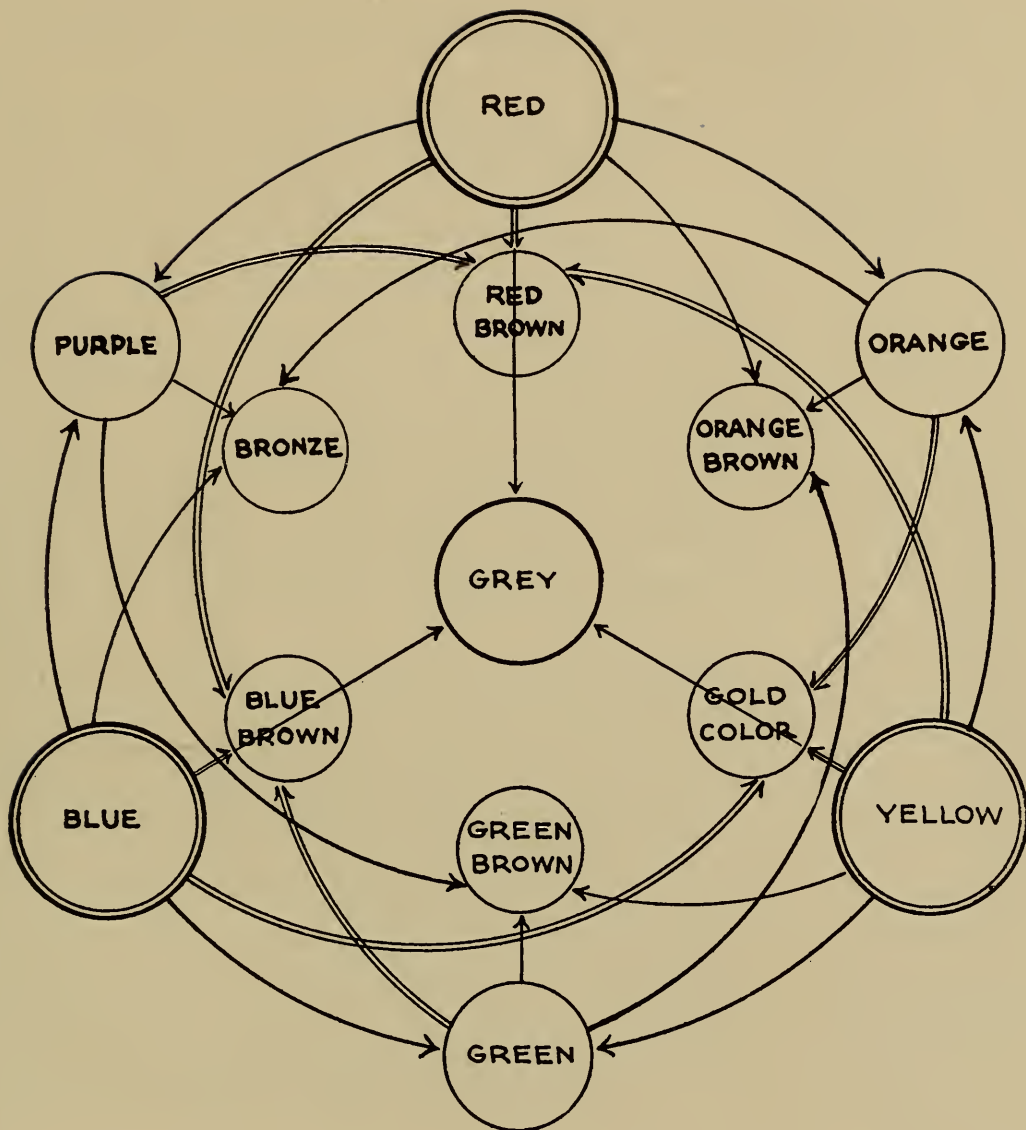 RED
PURPLE
RED
BROWN
ORANGE
BRONZE
ORANGE
BROWN
GREY
BLUE
BROWN
GOLD
COLOR
BLUE
GREEN
BROWN
YELLOW
GREEN